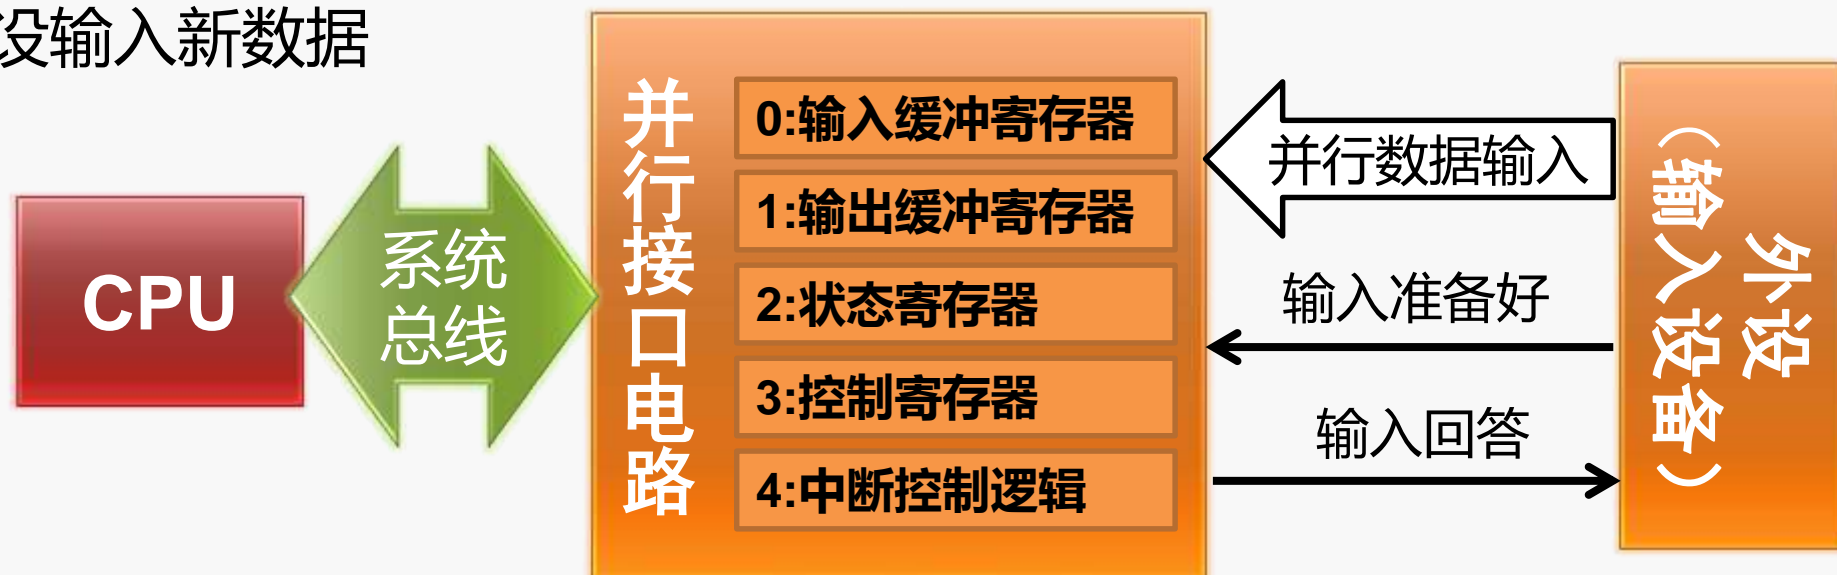 设输入新数据
CPU
系统
总线
并行接口电路
0:输入缓冲寄存器
1:输出缓冲寄存器
2:状态寄存器
3:控制寄存器
4:中断控制逻辑
并行数据输入
输入准备好
输入回答
外设
（输入设备）